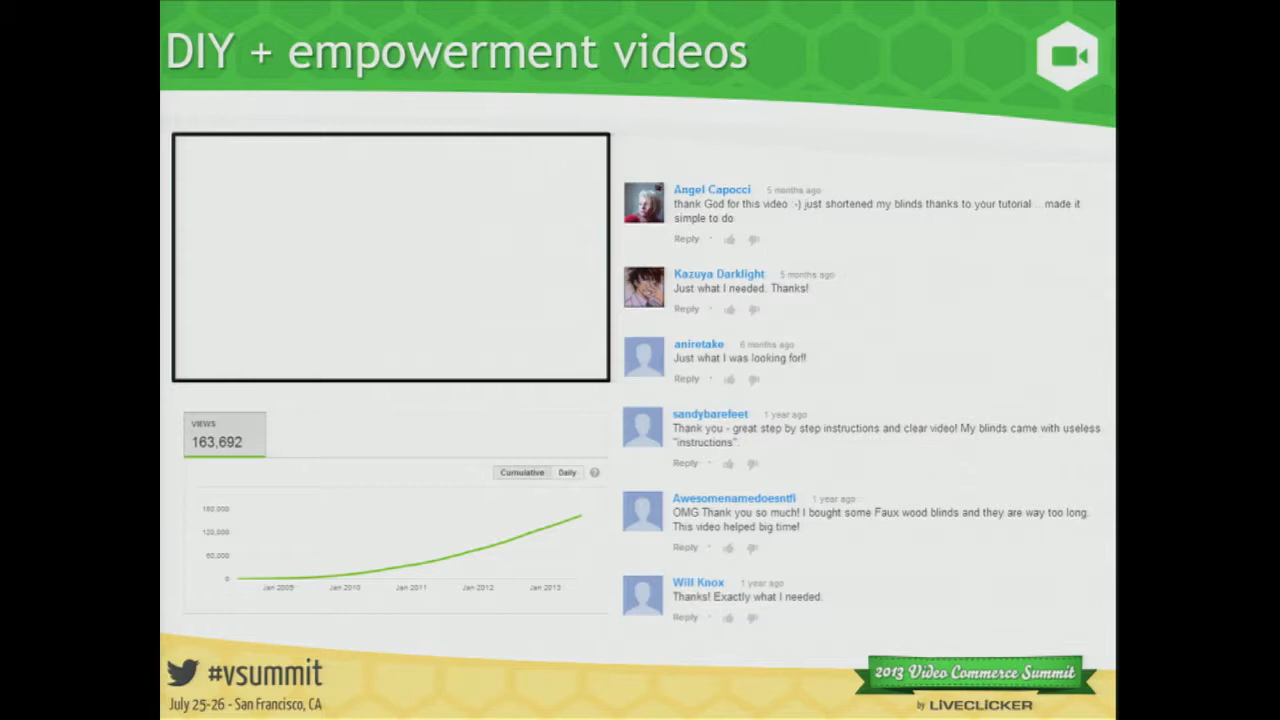 DIY + empowerment videos
Angel Capocci 5 months ago
thank God for this video :-) just shortened my blinds thanks to your tutorial .. made it
simple to do
Reply
Kazuya Darklight 5 months ago
Just what I needed. Thanks!
Reply
aniretake 6 months ago
Just what I was looking for!!
Reply
sandybarefeet 1 year ago
Thank you - great step by step instructions and clear video! My blinds came with useless
"instructions".
Reply
Awesomenamedoesntfi 1 year ago
OMG Thank you so much! I bought some Faux wood blinds and they are way too long.
This video helped big time!
Reply
Will Knox 1 year ago
Thanks! Exactly what I needed.
Reply
VIEWS
163,692
Cumulative Daily ?
180,000
120,000
60,000
0
Jan 2009 Jan 2010 Jan 2011 Jan 2012 Jan 2013
#vsummit
July 25-26 - San Francisco, CA
2013 Video Commerce Summit
by LIVECLICKER